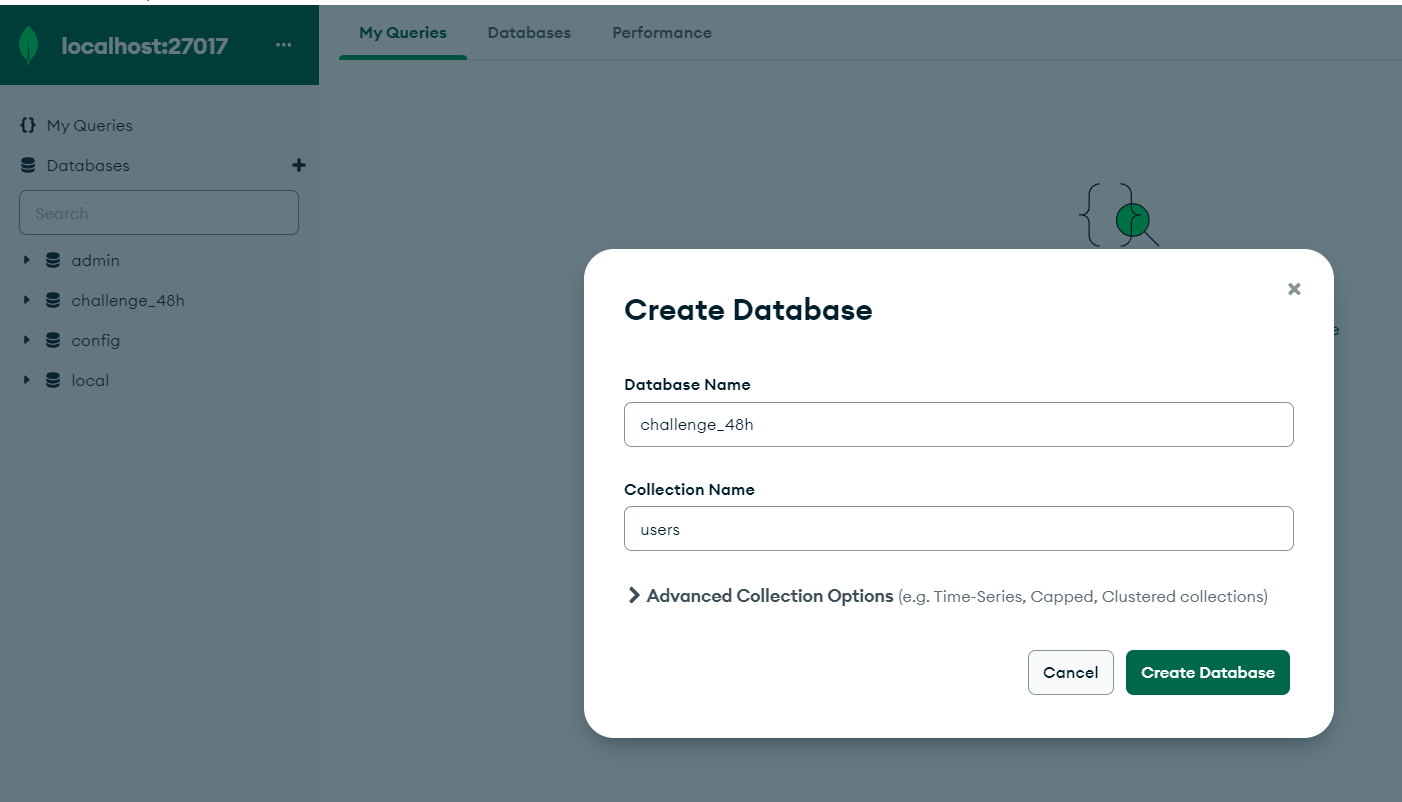 localhost:27017
...
My Queries
Databases
Performance
{} My Queries
Databases
Search
admin
challenge_48h
config
local
Create Database
Database Name
challenge_48h
Collection Name
users
Advanced Collection Options (e.g. Time-Series, Capped, Clustered collections)
Cancel
Create Database